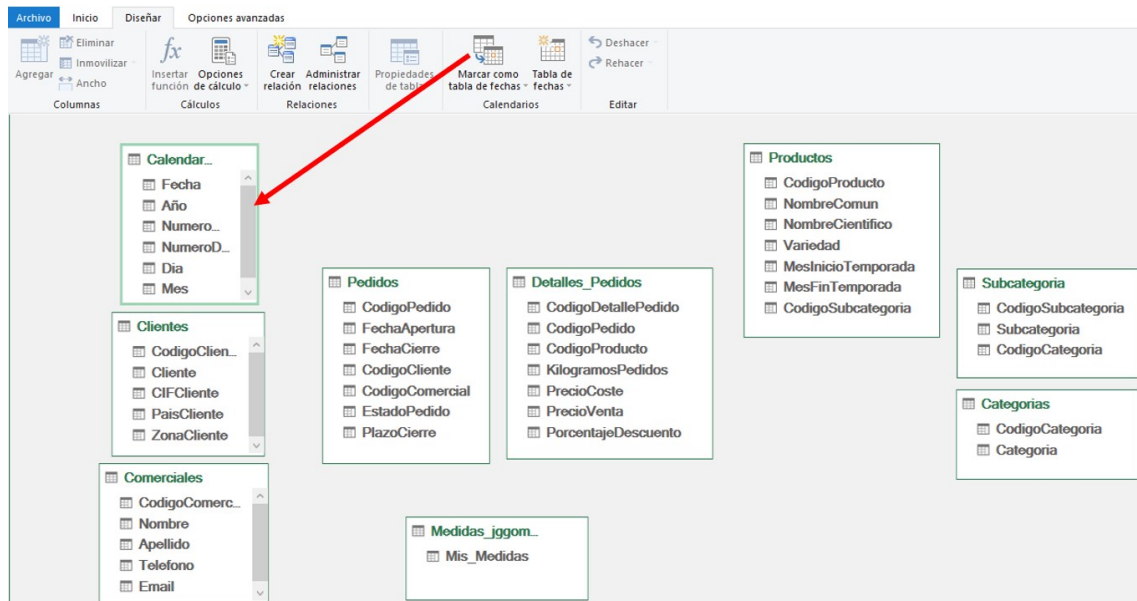 Archivo Inicio Diseñar Opciones avanzadas
Agregar
Eliminar
Inmovilizar
Ancho
Columnas
fx
Insertar función
Opciones de cálculo
Cálculos
Crear relación
Administrar relaciones
Relaciones
Propiedades de tabla
Marcar como tabla de fechas
Tabla de fechas
Calendarios
Deshacer
Rehacer
Editar
Calendar...
Fecha
Año
Numero...
NumeroD...
Dia
Mes
Clientes
CodigoClien...
Cliente
CIFCliente
PaisCliente
ZonaCliente
Comerciales
CodigoComerc...
Nombre
Apellido
Telefono
Email
Pedidos
CodigoPedido
FechaApertura
FechaCierre
CodigoCliente
CodigoComercial
EstadoPedido
PlazoCierre
Detalles_Pedidos
CodigoDetallePedido
CodigoPedido
CodigoProducto
KilogramosPedidos
PrecioCoste
PrecioVenta
PorcentajeDescuento
Medidas_jggom...
Mis_Medidas
Productos
CodigoProducto
NombreComun
NombreCientifico
Variedad
MesInicioTemporada
MesFinTemporada
CodigoSubcategoria
Subcategoria
CodigoSubcategoria
Subcategoria
CodigoCategoria
Categorias
CodigoCategoria
Categoria